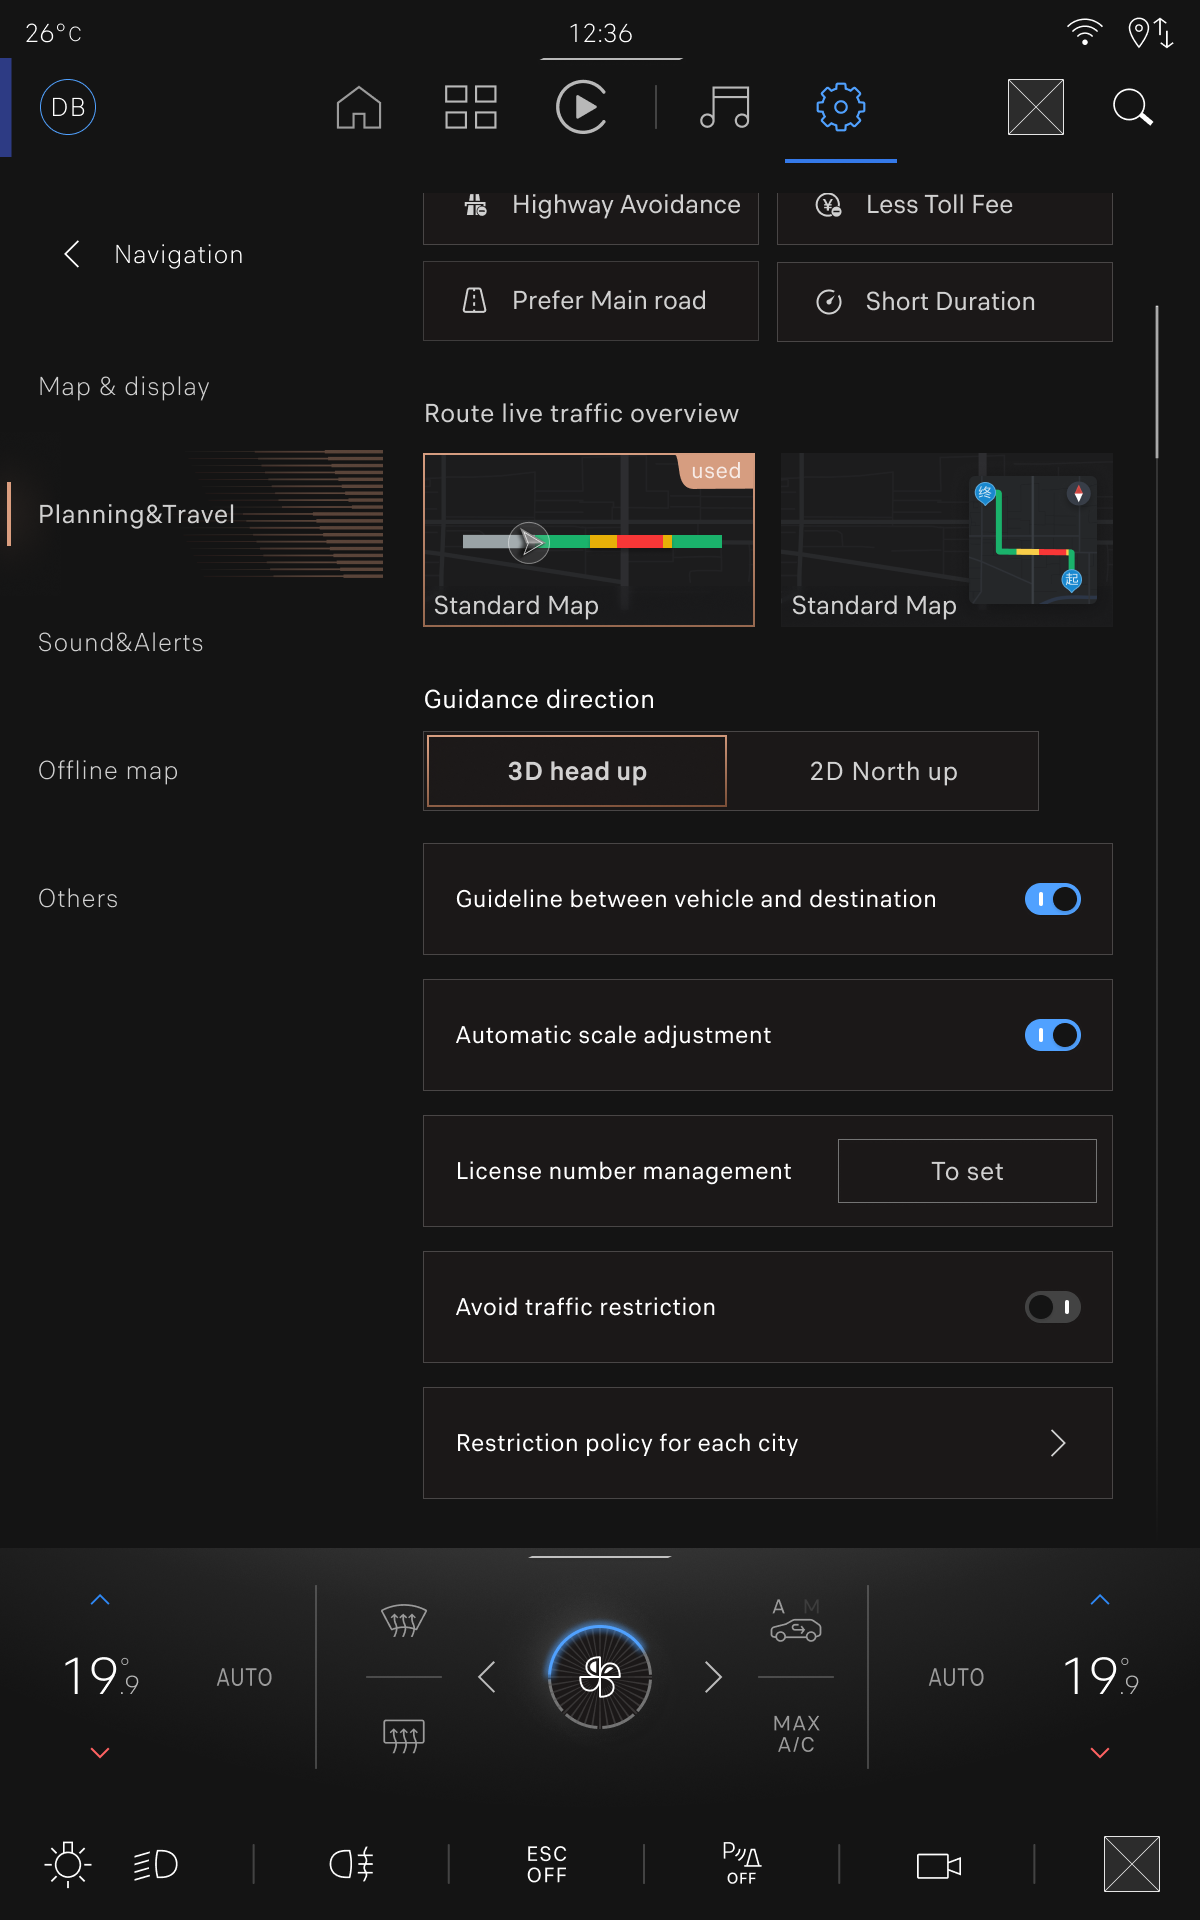 26°C
12:36
DB
Navigation
Highway Avoidance
Less Toll Fee
Prefer Main road
Short Duration
Map & display
Route live traffic overview
used
Standard Map
终
起
Standard Map
Planning&Travel
Sound&Alerts
Guidance direction
3D head up
2D North up
Offline map
Guideline between vehicle and destination
Others
Automatic scale adjustment
License number management
To set
Avoid traffic restriction
Restriction policy for each city
19°.9
AUTO
A M
MAX
A/C
AUTO
19°.9
ESC
OFF
P
OFF